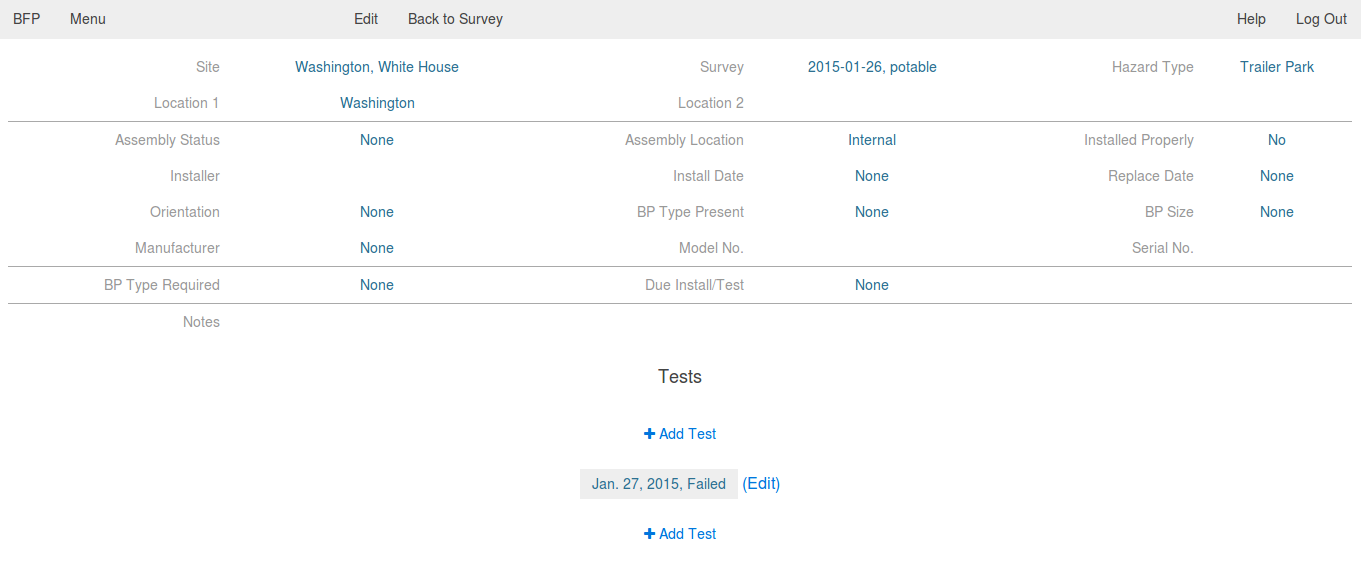 BFP Menu Edit Back to Survey Help Log Out
Site Washington, White House Survey 2015-01-26, potable Hazard Type Trailer Park
Location 1 Washington Location 2
Assembly Status None Assembly Location Internal Installed Properly No
Installer Install Date None Replace Date None
Orientation None BP Type Present None BP Size None
Manufacturer None Model No. Serial No.
BP Type Required None Due Install/Test None
Notes
Tests
+ Add Test
Jan. 27, 2015, Failed (Edit)
+ Add Test